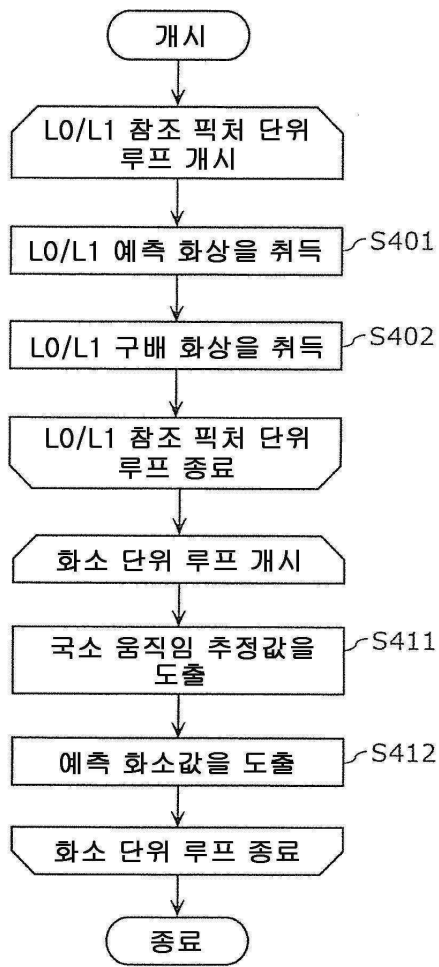 개시
L0/L1 참조 픽처 단위
루프 개시
L0/L1 예측 화상을 취득
S401
L0/L1 구배 화상을 취득
S402
L0/L1 참조 픽처 단위
루프 종료
화소 단위 루프 개시
국소 움직임 추정값을
도출
S411
예측 화소값을 도출
S412
화소 단위 루프 종료
종료